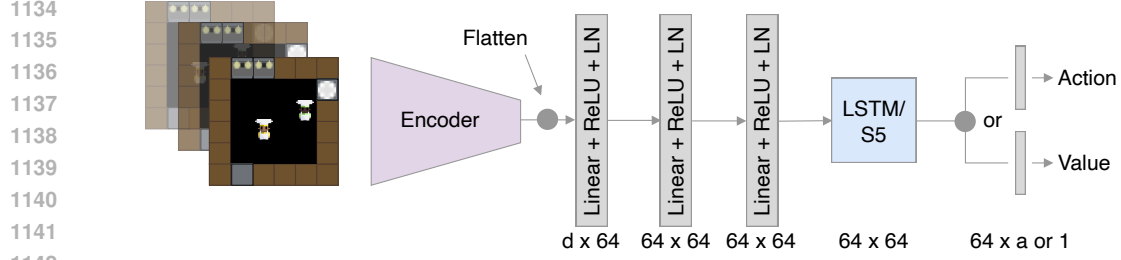 1134
1135
1136
1137
1138
1139
1140
1141
Flatten
Encoder
Linear + ReLU + LN
Linear + ReLU + LN
Linear + ReLU + LN
LSTM/
S5
or
Action
Value
d x 64
64 x 64
64 x 64
64 x 64
64 x a or 1